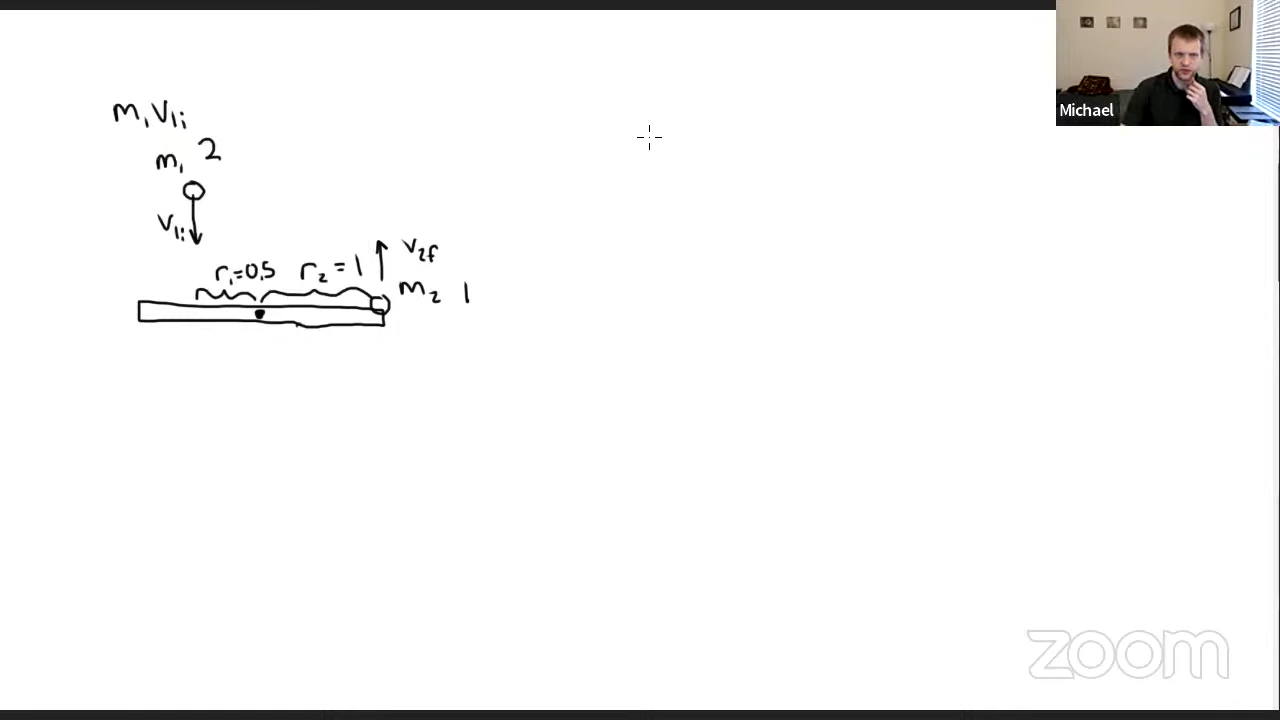 Michael
m₁V₁ᵢ
m₁ 2
V₁ᵢ
r₁=0.5 r₂=1
V₂f
m₂ 1
zoom